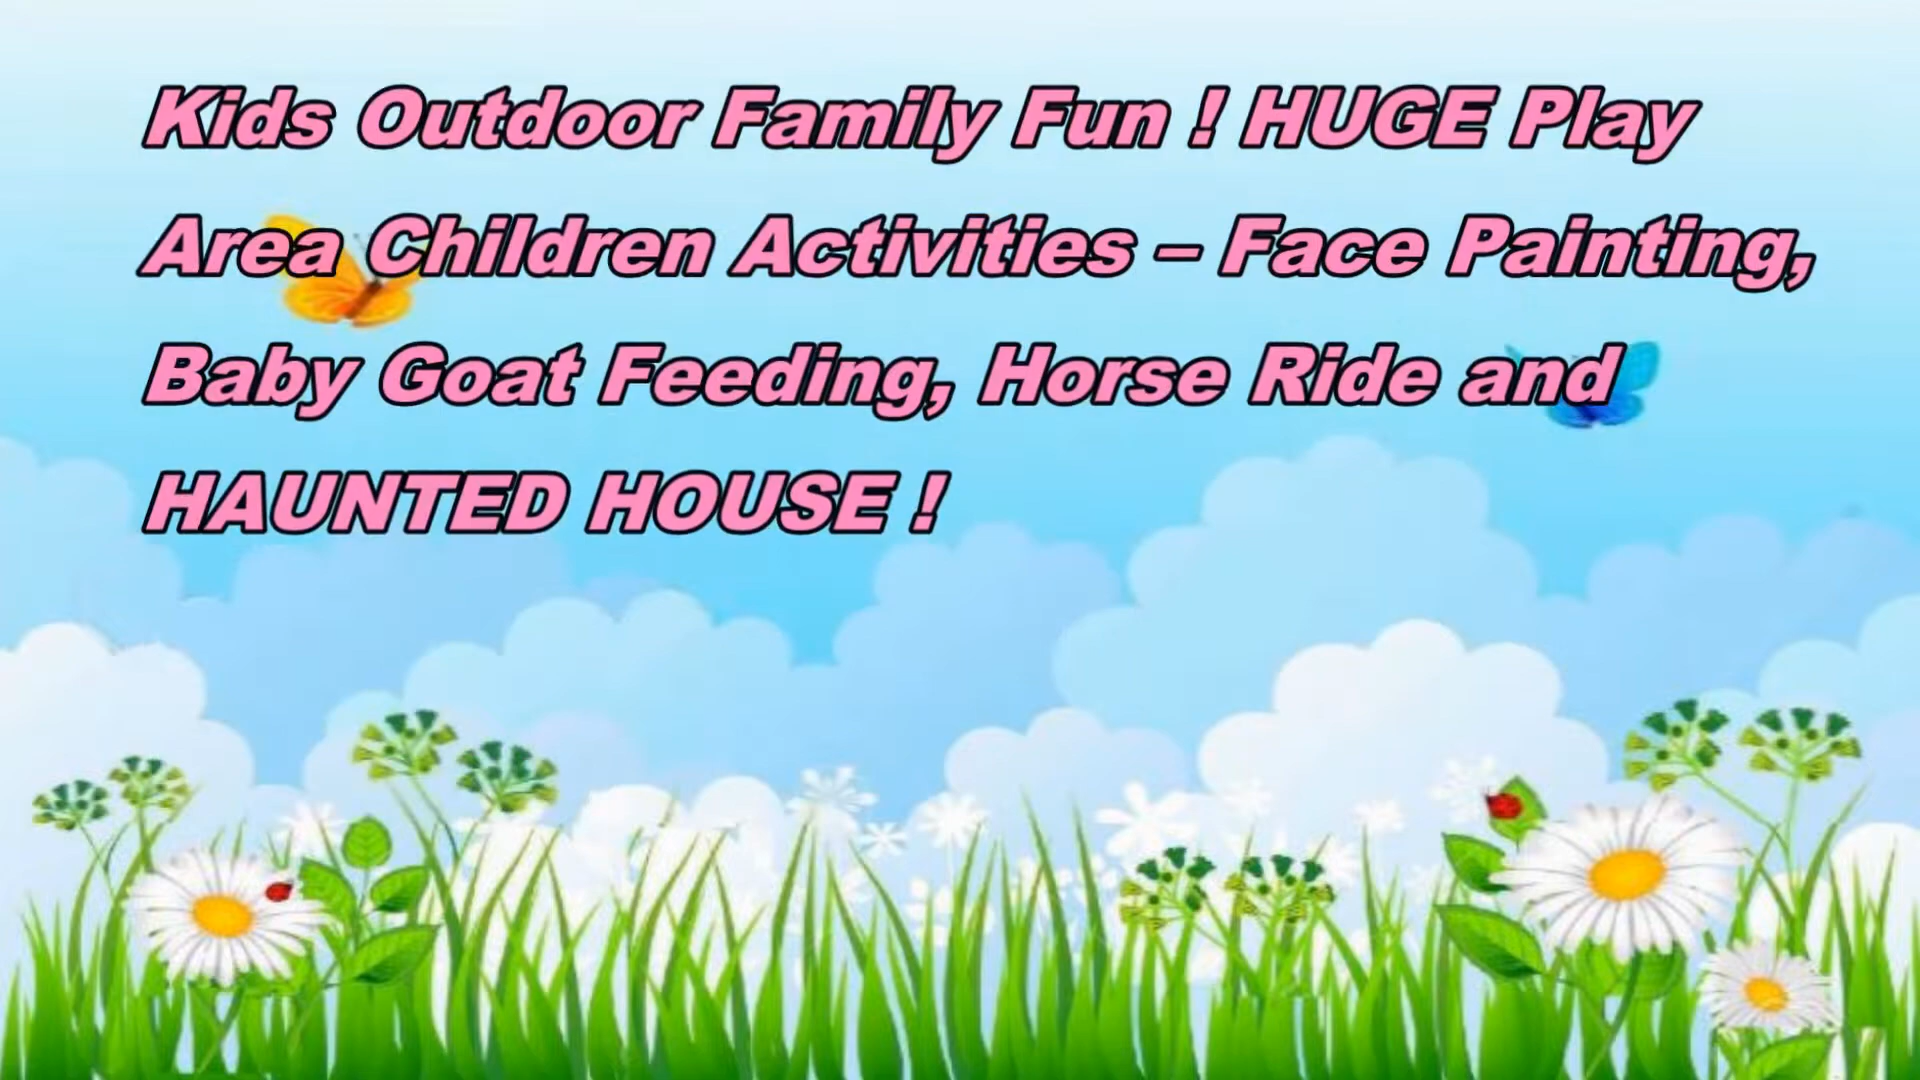 Kids Outdoor Family Fun ! HUGE Play
Area Children Activities – Face Painting,
Baby Goat Feeding, Horse Ride and
HAUNTED HOUSE !